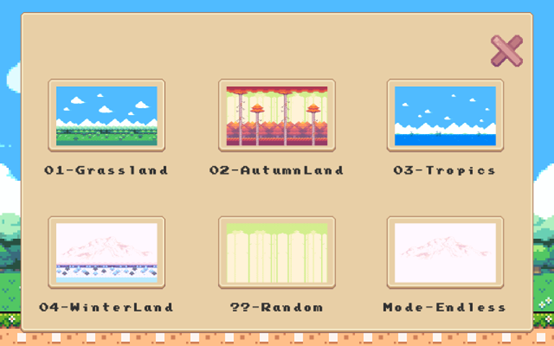 01-Grassland
02-AutumnLand
03-Tropics
04-WinterLand
??-Random
Mode-Endless